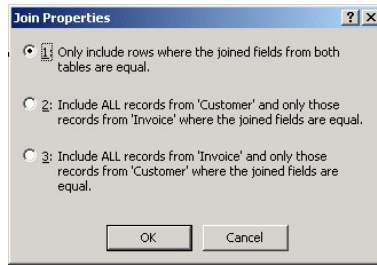 Join Properties
1: Only include rows where the joined fields from both
tables are equal.
2: Include ALL records from 'Customer' and only those
records from 'Invoice' where the joined fields are equal.
3: Include ALL records from 'Invoice' and only those
records from 'Customer' where the joined fields are
equal.
OK Cancel